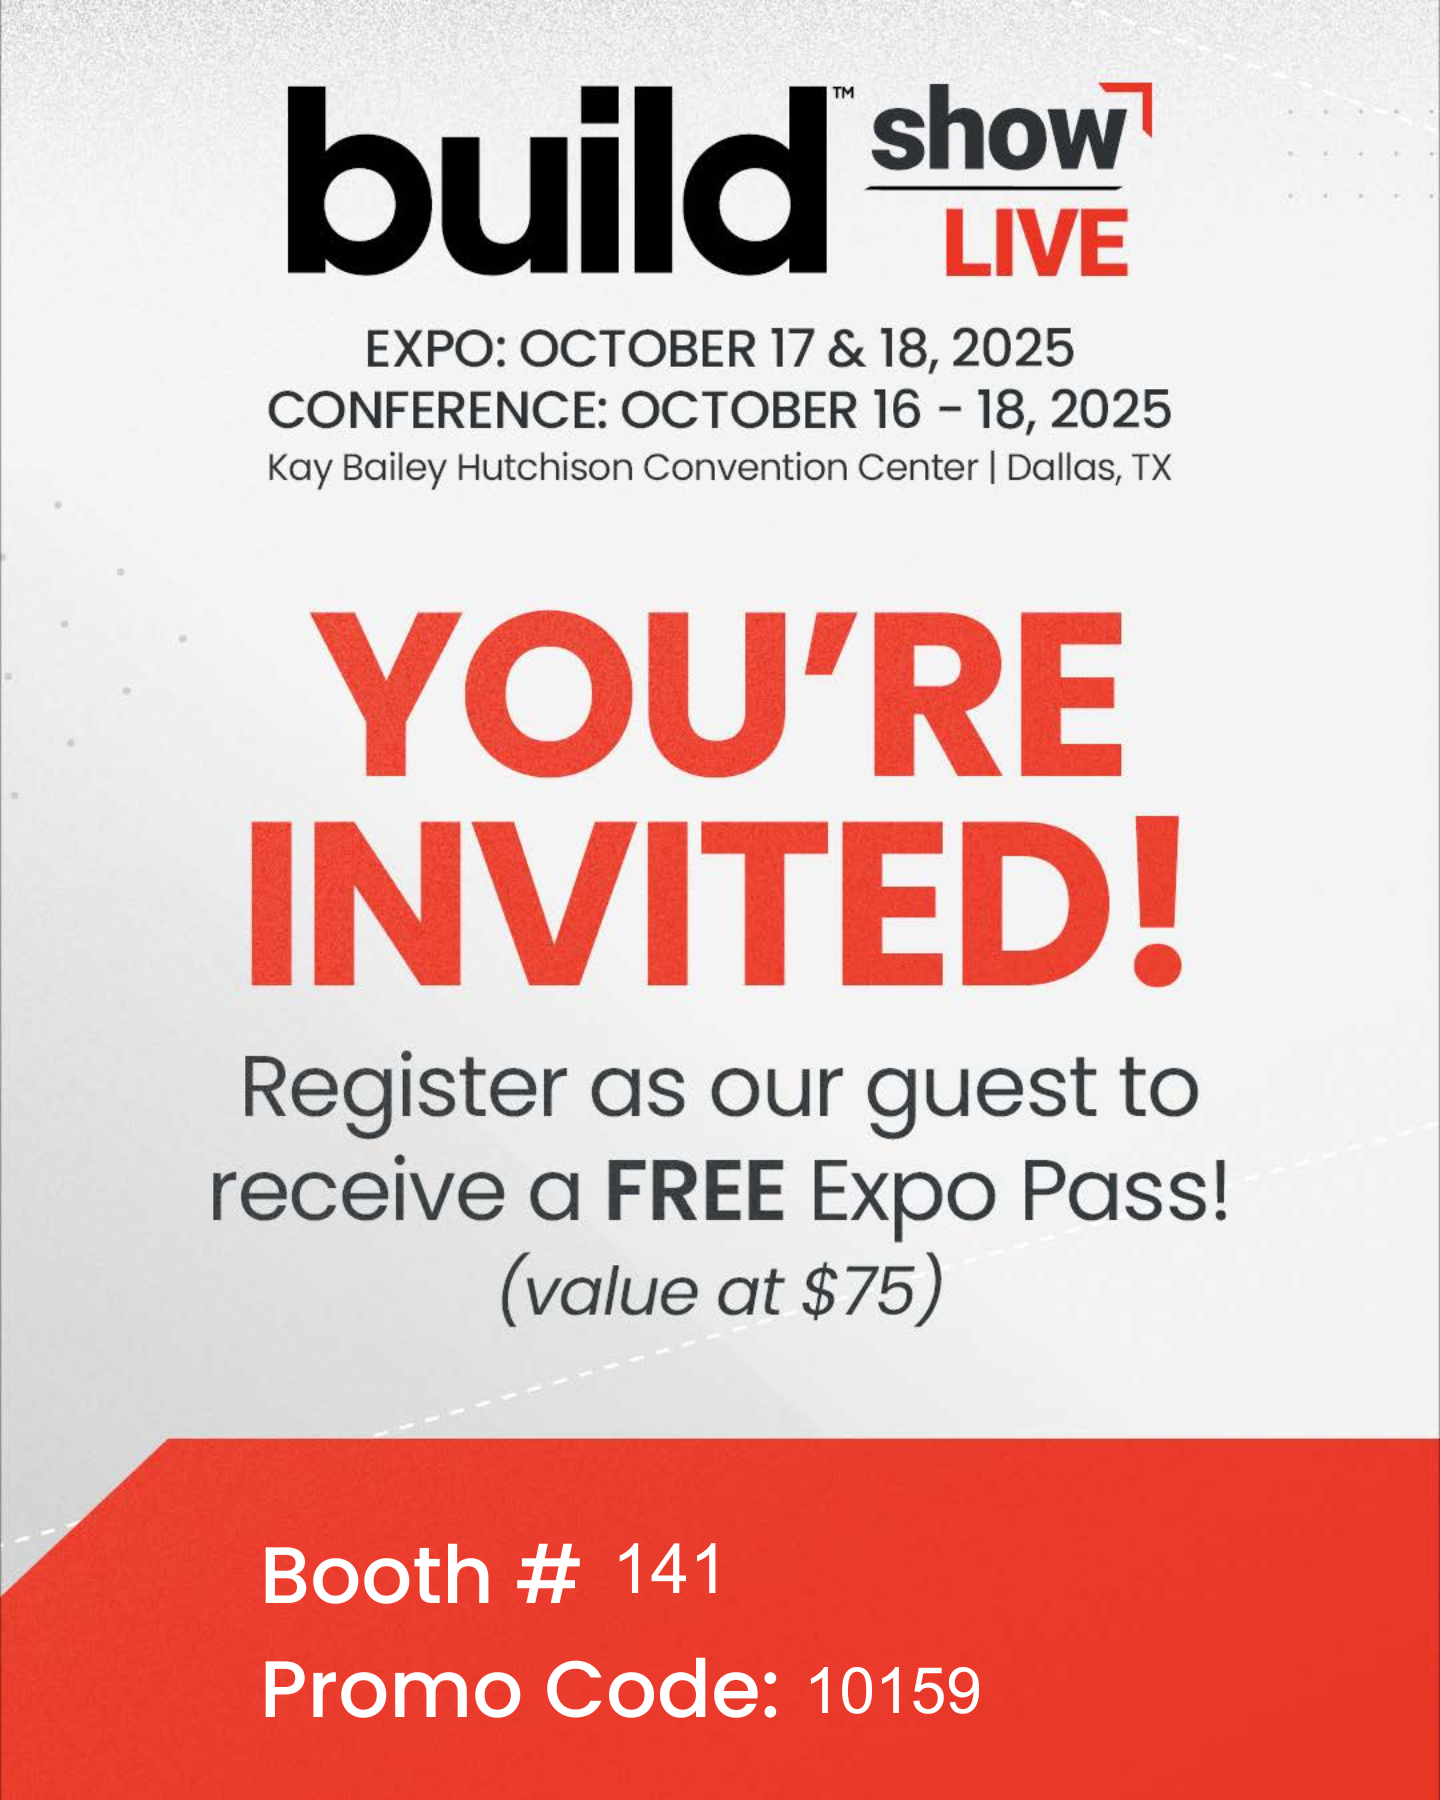 build™ show
LIVE
EXPO: OCTOBER 17 & 18, 2025
CONFERENCE: OCTOBER 16 - 18, 2025
Kay Bailey Hutchison Convention Center | Dallas, TX
YOU'RE
INVITED!
Register as our guest to
receive a FREE Expo Pass!
(value at $75)
Booth # 141
Promo Code: 10159